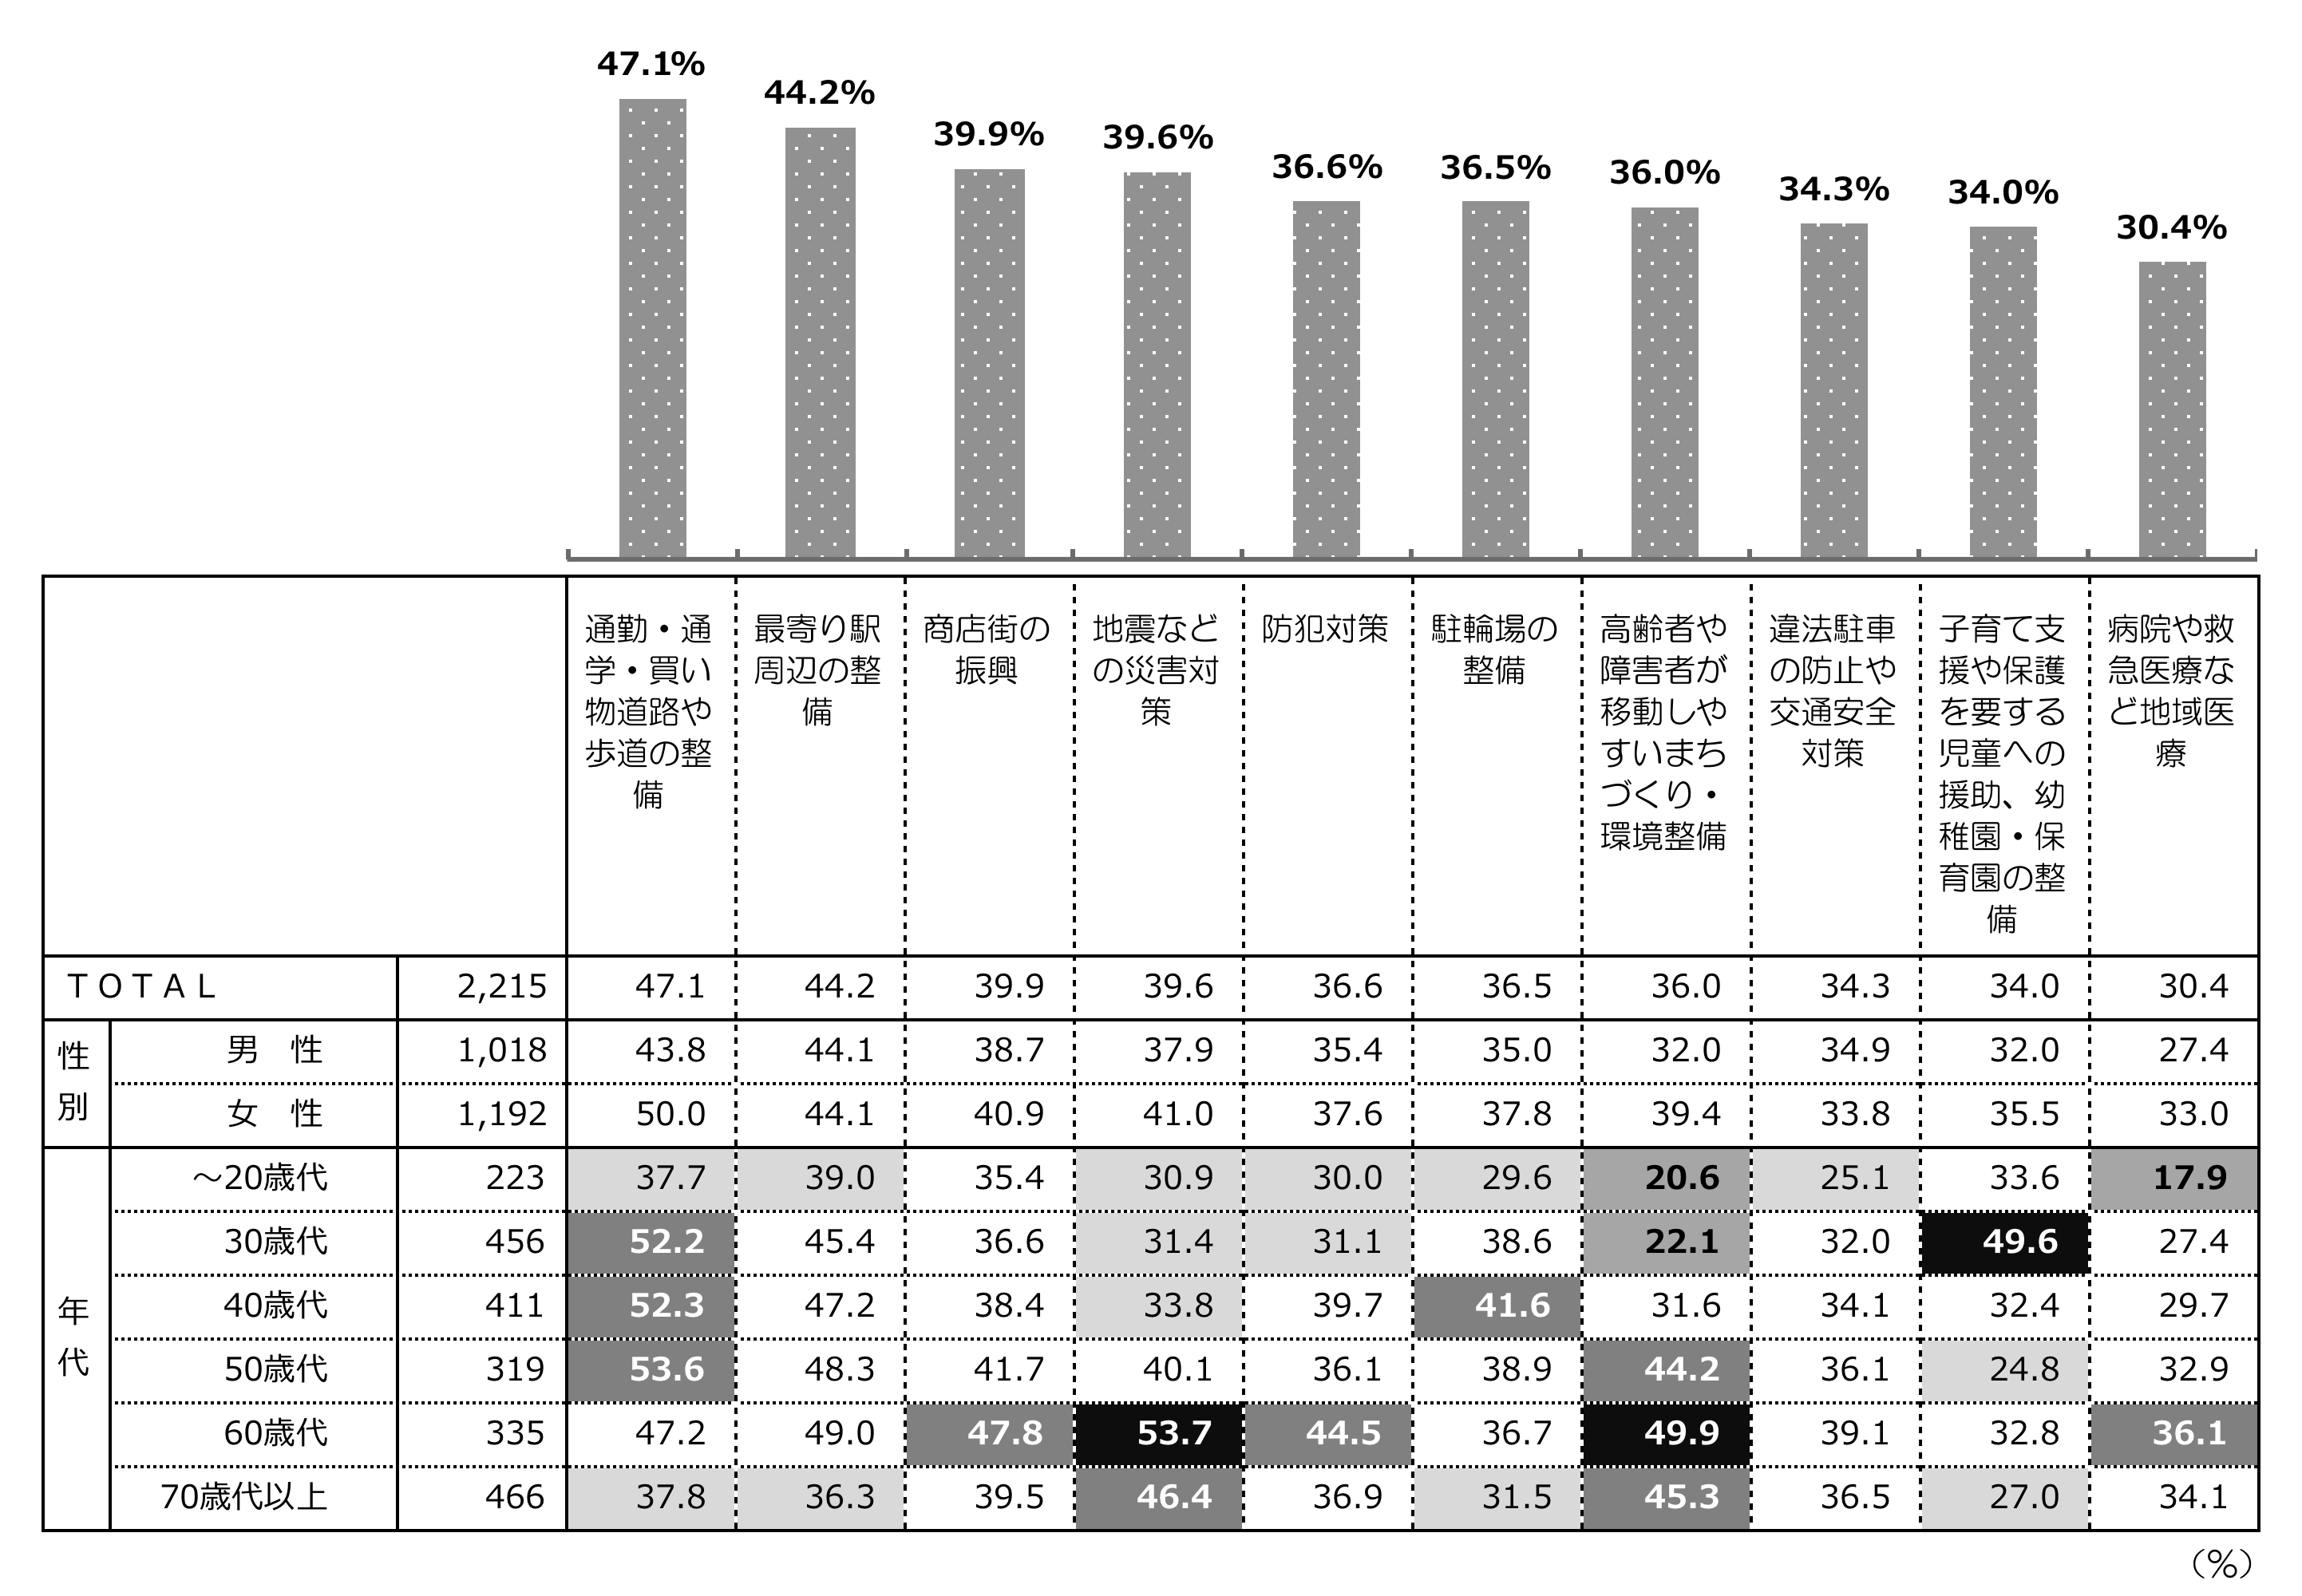 47.1%
44.2%
39.9%
39.6%
36.6%
36.5%
36.0%
34.3%
34.0%
30.4%
通勤・通
学・買い
物道路や
歩道の整
備
最寄り駅
周辺の整
備
商店街の
振興
地震など
の災害対
策
防犯対策
駐輪場の
整備
高齢者や
障害者が
移動しや
すいまち
づくり・
環境整備
違法駐車
の防止や
交通安全
対策
子育て支
援や保護
を要する
児童への
援助、幼
稚園・保
育園の整
備
病院や救
急医療な
ど地域医
療
ＴＯＴＡＬ 2,215 47.1 44.2 39.9 39.6 36.6 36.5 36.0 34.3 34.0 30.4
性
別
男　性 1,018 43.8 44.1 38.7 37.9 35.4 35.0 32.0 34.9 32.0 27.4
女　性 1,192 50.0 44.1 40.9 41.0 37.6 37.8 39.4 33.8 35.5 33.0
年
代
～20歳代 223 37.7 39.0 35.4 30.9 30.0 29.6 20.6 25.1 33.6 17.9
30歳代 456 52.2 45.4 36.6 31.4 31.1 38.6 22.1 32.0 49.6 27.4
40歳代 411 52.3 47.2 38.4 33.8 39.7 41.6 31.6 34.1 32.4 29.7
50歳代 319 53.6 48.3 41.7 40.1 36.1 38.9 44.2 36.1 24.8 32.9
60歳代 335 47.2 49.0 47.8 53.7 44.5 36.7 49.9 39.1 32.8 36.1
70歳代以上 466 37.8 36.3 39.5 46.4 36.9 31.5 45.3 36.5 27.0 34.1
（%）